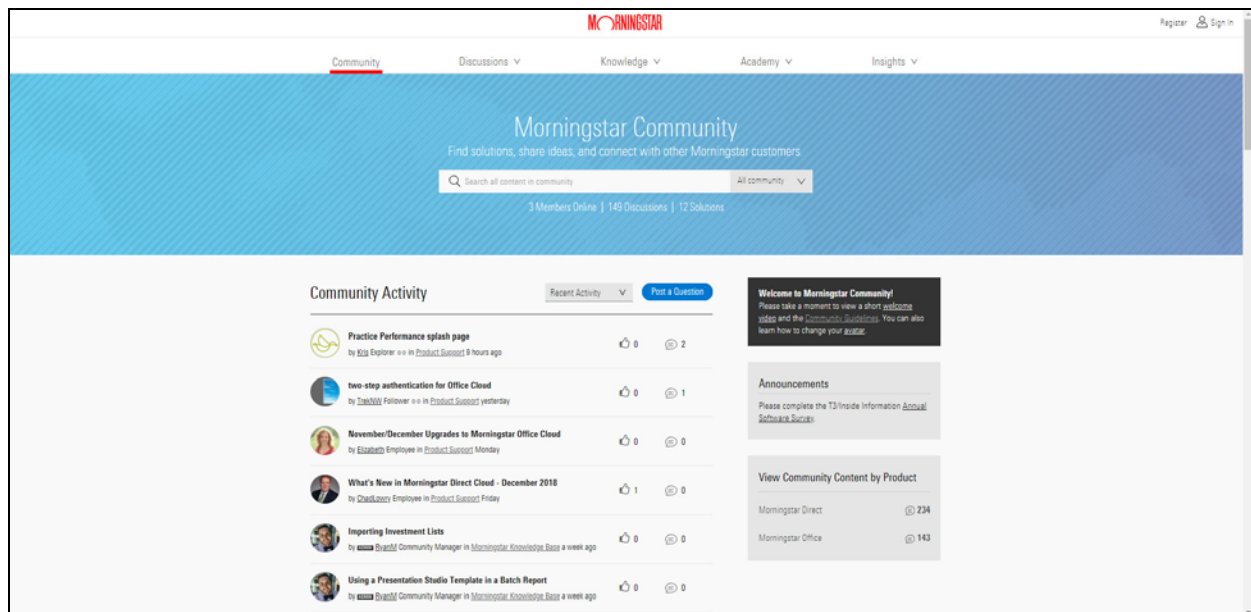 MORNINGSTAR
Register Sign In
Community Discussions Knowledge Academy Insights
Morningstar Community
Find solutions, share ideas, and connect with other Morningstar customers
Search all content in community All community
3 Members Online | 149 Discussions | 12 Solutions
Community Activity
Recent Activity
Post a Question
Practice Performance splash page
by Kris Explorer in Product Support 9 hours ago
0 2
two-step authentication for Office Cloud
by TrekNW Follower in Product Support yesterday
0 1
November/December Upgrades to Morningstar Office Cloud
by Elizabeth Employee in Product Support Monday
0 0
What's New in Morningstar Direct Cloud - December 2018
by ChadLowry Employee in Product Support Friday
1 0
Importing Investment Lists
by RyanM Community Manager in Morningstar Knowledge Base a week ago
0 0
Using a Presentation Studio Template in a Batch Report
by RyanM Community Manager in Morningstar Knowledge Base a week ago
0 0
Welcome to Morningstar Community!
Please take a moment to view a short welcome
video and the Community Guidelines. You can also
learn how to change your avatar.
Announcements
Please complete the T3/Inside Information Annual
Software Survey.
View Community Content by Product
Morningstar Direct 234
Morningstar Office 143